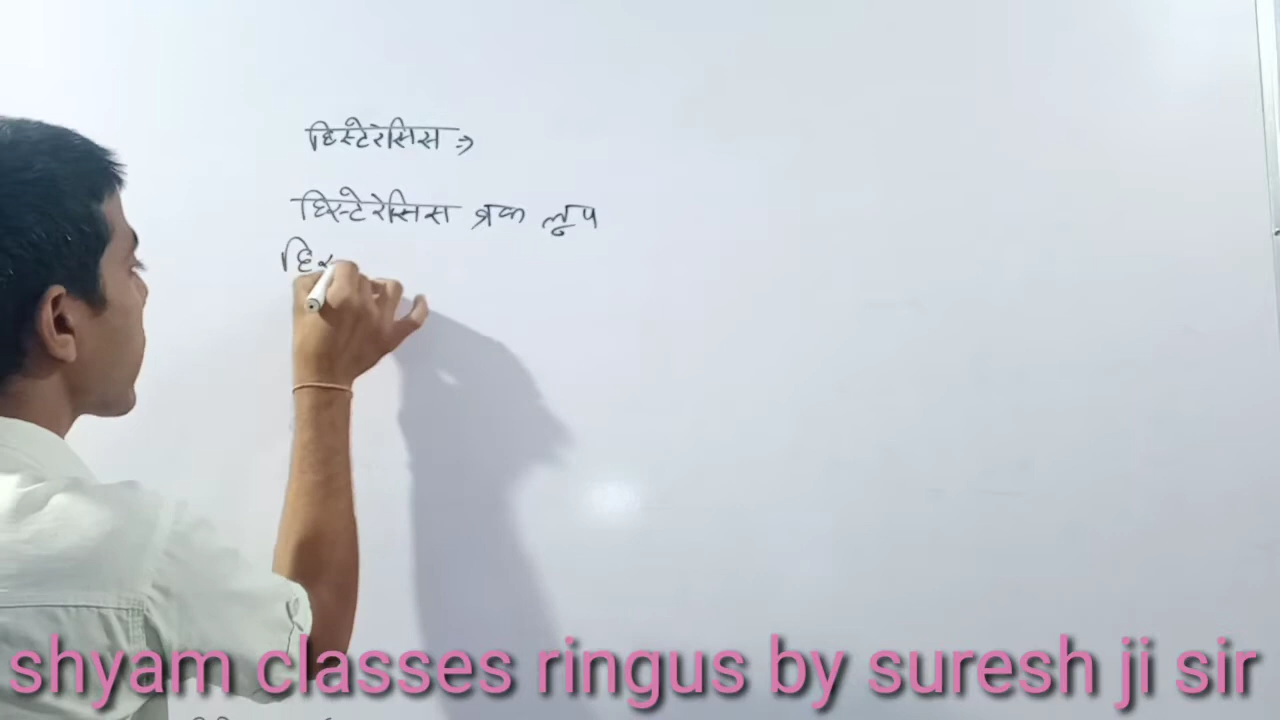 हिस्टेरेसिस ⇒
हिस्टेरेसिस वक्र लूप
हिस
shyam classes ringus by suresh ji sir